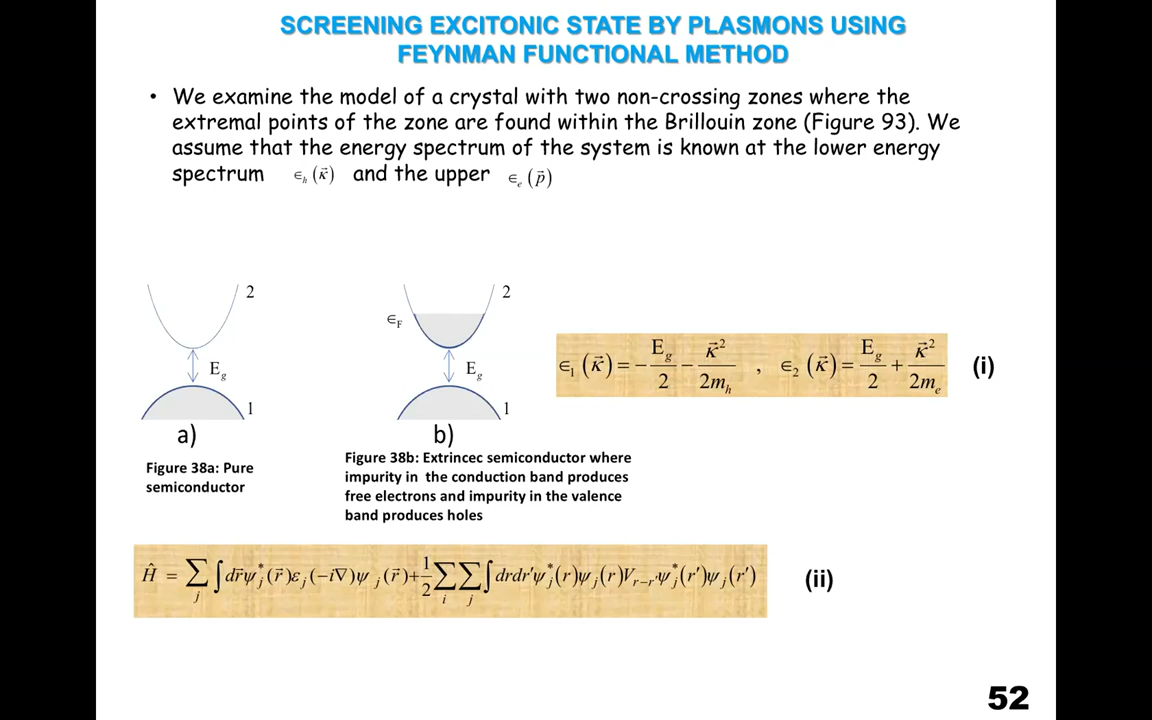 SCREENING EXCITONIC STATE BY PLASMONS USING
FEYNMAN FUNCTIONAL METHOD
• We examine the model of a crystal with two non-crossing zones where the
extremal points of the zone are found within the Brillouin zone (Figure 93). We
assume that the energy spectrum of the system is known at the lower energy
spectrum ∈ₕ(κ⃗) and the upper ∈ₑ(p⃗)
2
E_g
1
a)
Figure 38a: Pure
semiconductor
2
∈_F
E_g
1
b)
Figure 38b: Extrincec semiconductor where
impurity in the conduction band produces
free electrons and impurity in the valence
band produces holes
∈₁(κ⃗) = −E_g/2 − κ⃗²/2m_h , ∈₂(κ⃗) = E_g/2 + κ⃗²/2m_e (i)
Ĥ = ∑_j ∫dr⃗ψ*_j(r⃗)ε_j(−i∇)ψ_j(r⃗)+½∑_i∑_j∫drdr′ψ*_j(r)ψ_j(r)V_{r−r′}ψ*_j(r′)ψ_j(r′) (ii)
52